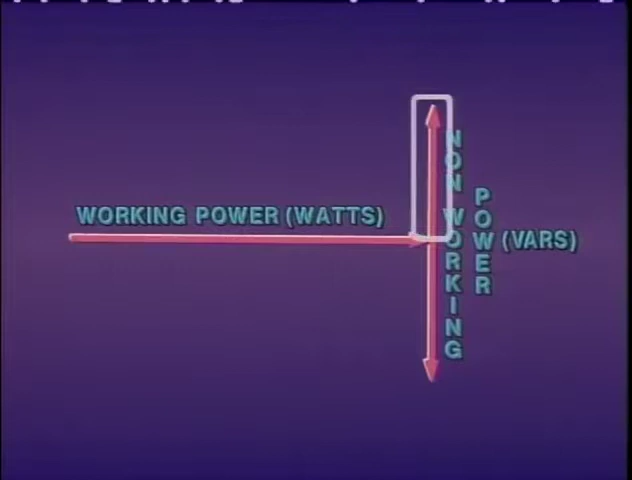 WORKING POWER (WATTS)
NON WORKING
POWER
(VARS)